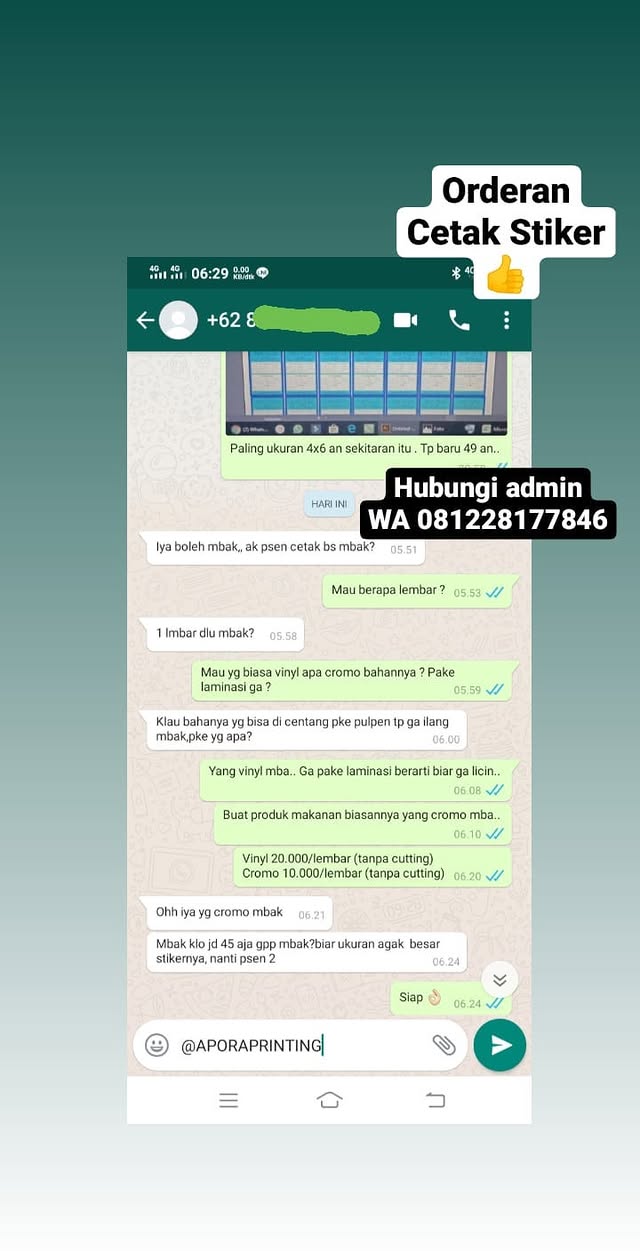 Orderan
Cetak Stiker
👍
4G 4G 06:29 0.00 KB/dtk
+62 8
Paling ukuran 4x6 an sekitaran itu . Tp baru 49 an..
HARI INI
Hubungi admin
WA 081228177846
Iya boleh mbak,, ak psen cetak bs mbak? 05.51
Mau berapa lembar ? 05.53
1 lmbar dlu mbak? 05.58
Mau yg biasa vinyl apa cromo bahannya ? Pake
laminasi ga ? 05.59
Klau bahanya yg bisa di centang pke pulpen tp ga ilang
mbak,pke yg apa? 06.00
Yang vinyl mba.. Ga pake laminasi berarti biar ga licin..
06.08
Buat produk makanan biasannya yang cromo mba..
06.10
Vinyl 20.000/lembar (tanpa cutting)
Cromo 10.000/lembar (tanpa cutting) 06.20
Ohh iya yg cromo mbak 06.21
Mbak klo jd 45 aja gpp mbak?biar ukuran agak besar
stikernya, nanti psen 2 06.24
Siap 👌🏻 06.24
@APORAPRINTING